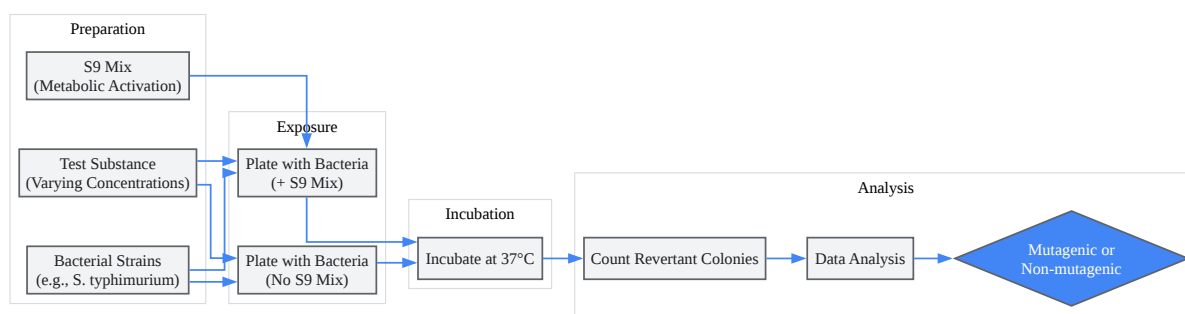 Preparation
S9 Mix
(Metabolic Activation)
Test Substance
(Varying Concentrations)
Bacterial Strains
(e.g., S. typhimurium)
Exposure
Plate with Bacteria
(+ S9 Mix)
Plate with Bacteria
(No S9 Mix)
Incubation
Incubate at 37°C
Analysis
Count Revertant Colonies
Data Analysis
Mutagenic or
Non-mutagenic